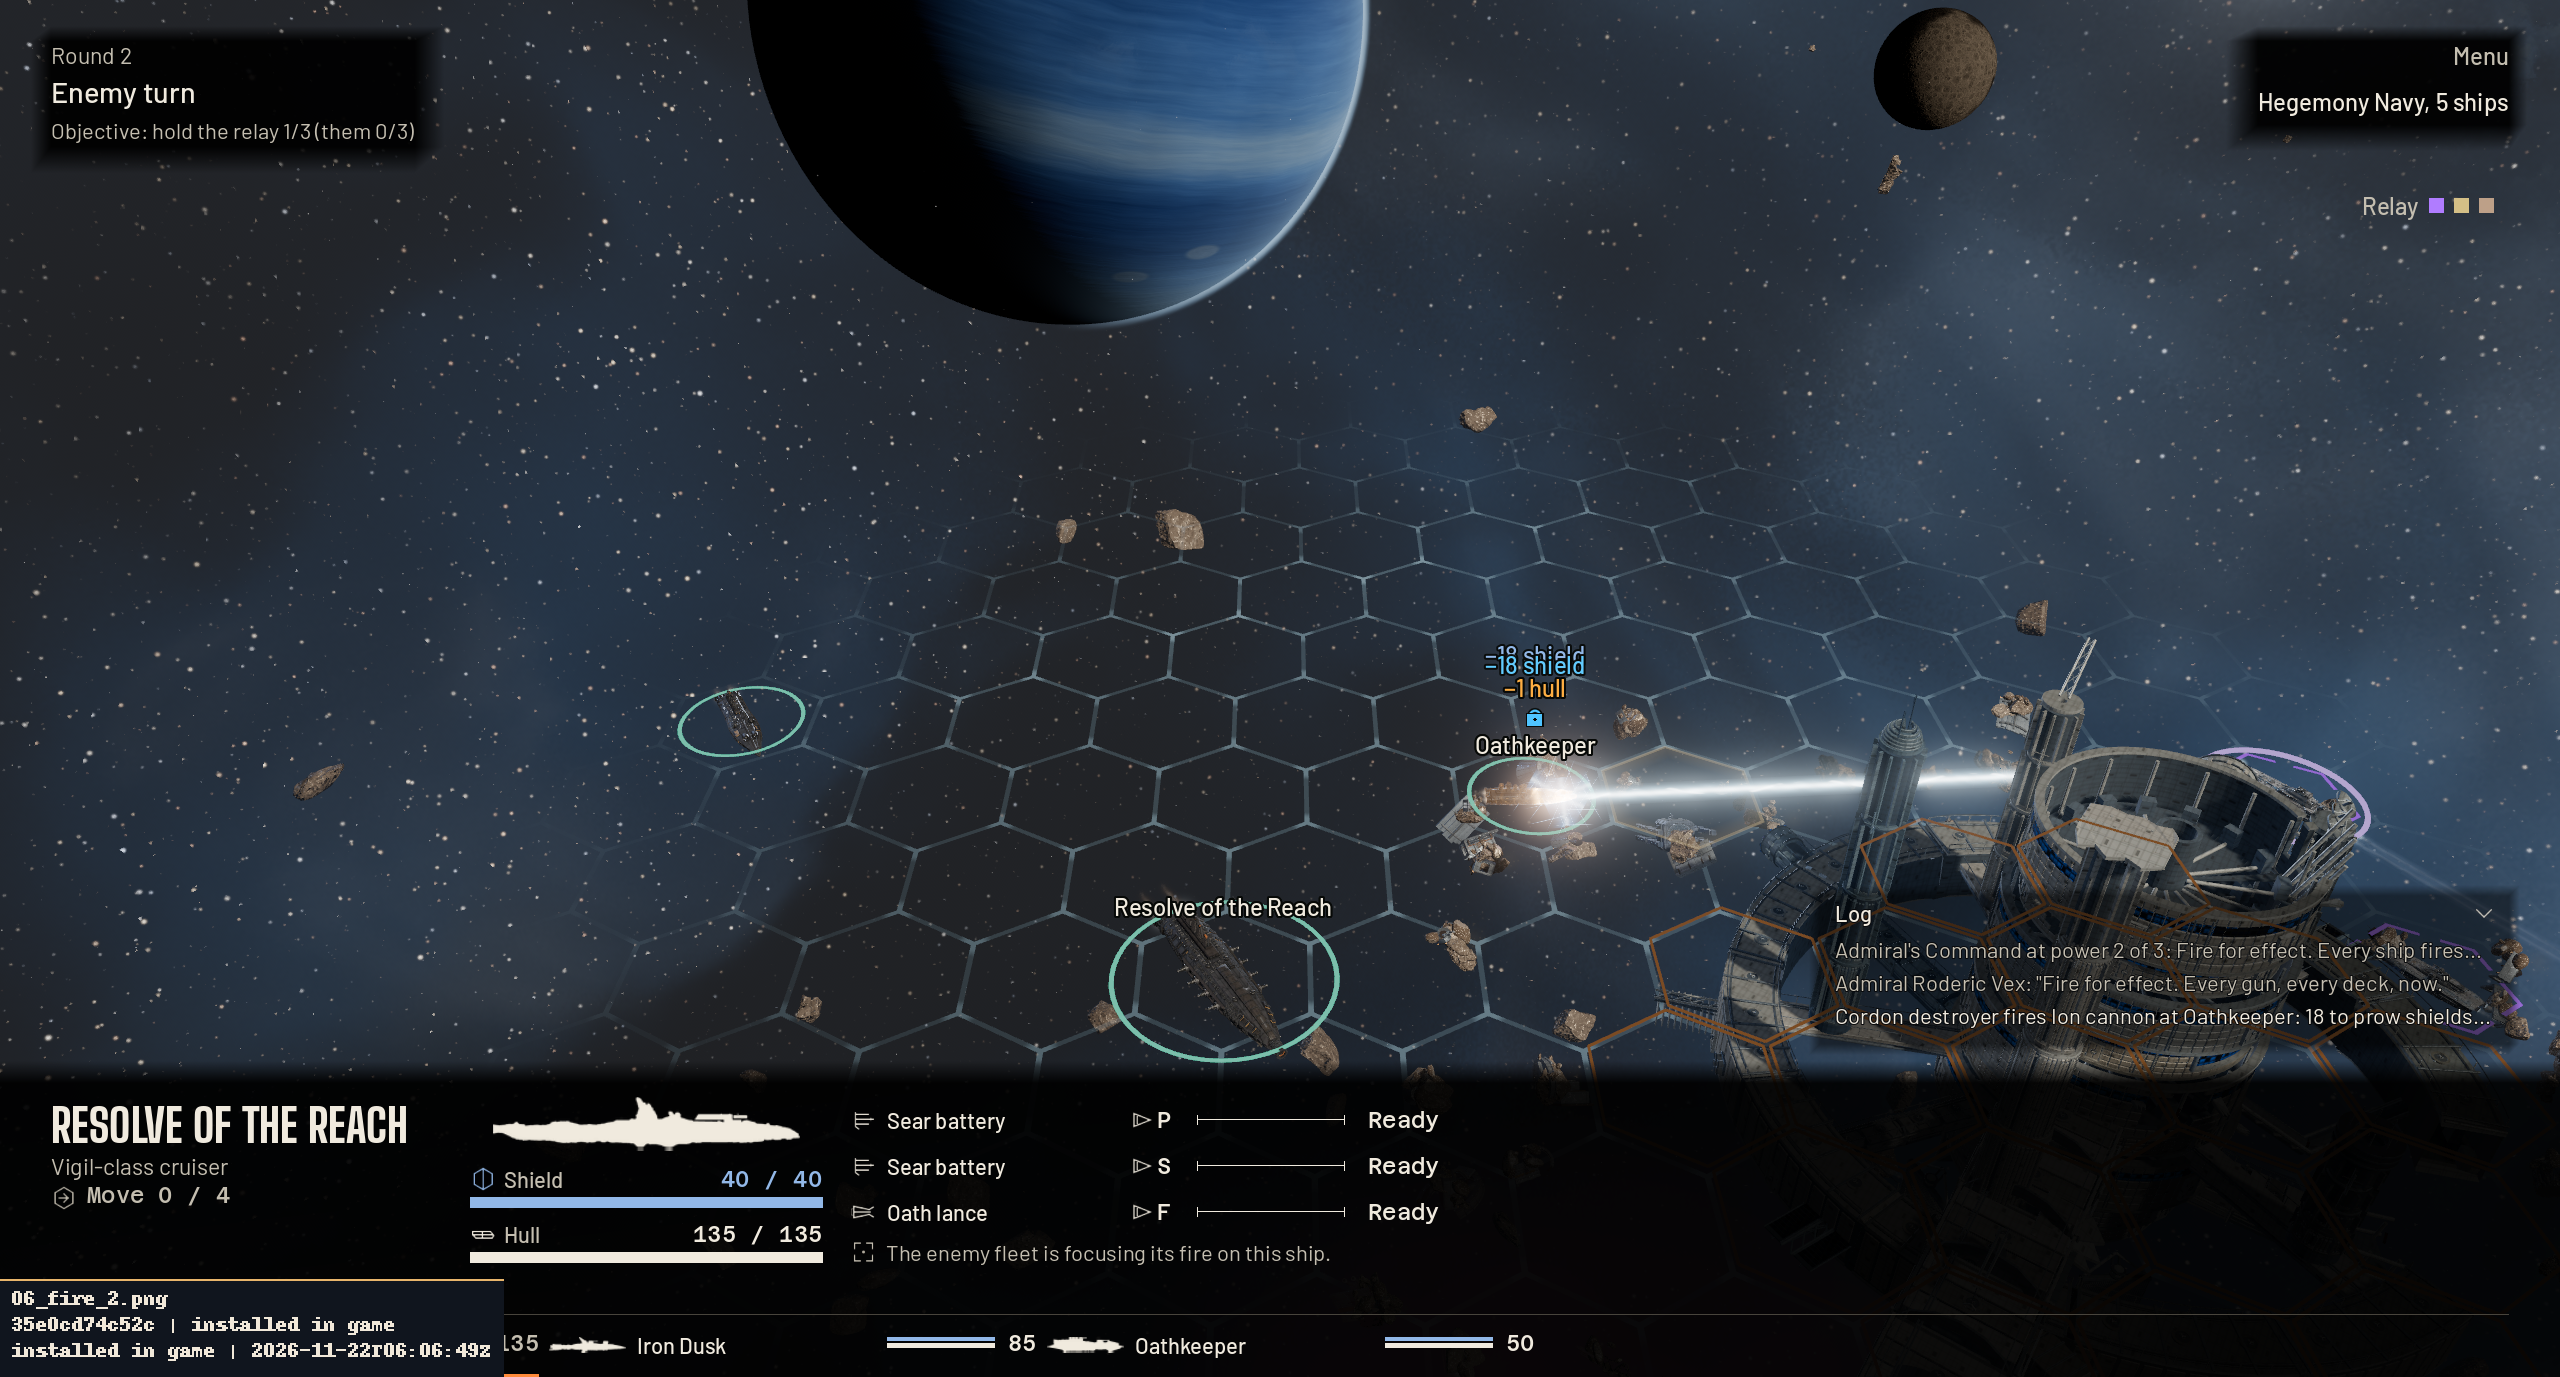 Round 2
Enemy turn
Objective: hold the relay 1/3 (them 0/3)
Menu
Hegemony Navy, 5 ships
Relay
−18 shield
−18 shield
−1 hull
Oathkeeper
Resolve of the Reach
Log
Admiral's Command at power 2 of 3: Fire for effect. Every ship fires...
Admiral Roderic Vex: "Fire for effect. Every gun, every deck, now."
Cordon destroyer fires Ion cannon at Oathkeeper: 18 to prow shields...
RESOLVE OF THE REACH
Vigil-class cruiser
Move 0 / 4
Shield 40 / 40
Hull 135 / 135
Sear battery P Ready
Sear battery S Ready
Oath lance F Ready
The enemy fleet is focusing its fire on this ship.
06_fire_2.png
35e0cd74c52c | installed in game
installed in game | 2026-11-22T06:06:49Z
135 Iron Dusk 85 Oathkeeper 50